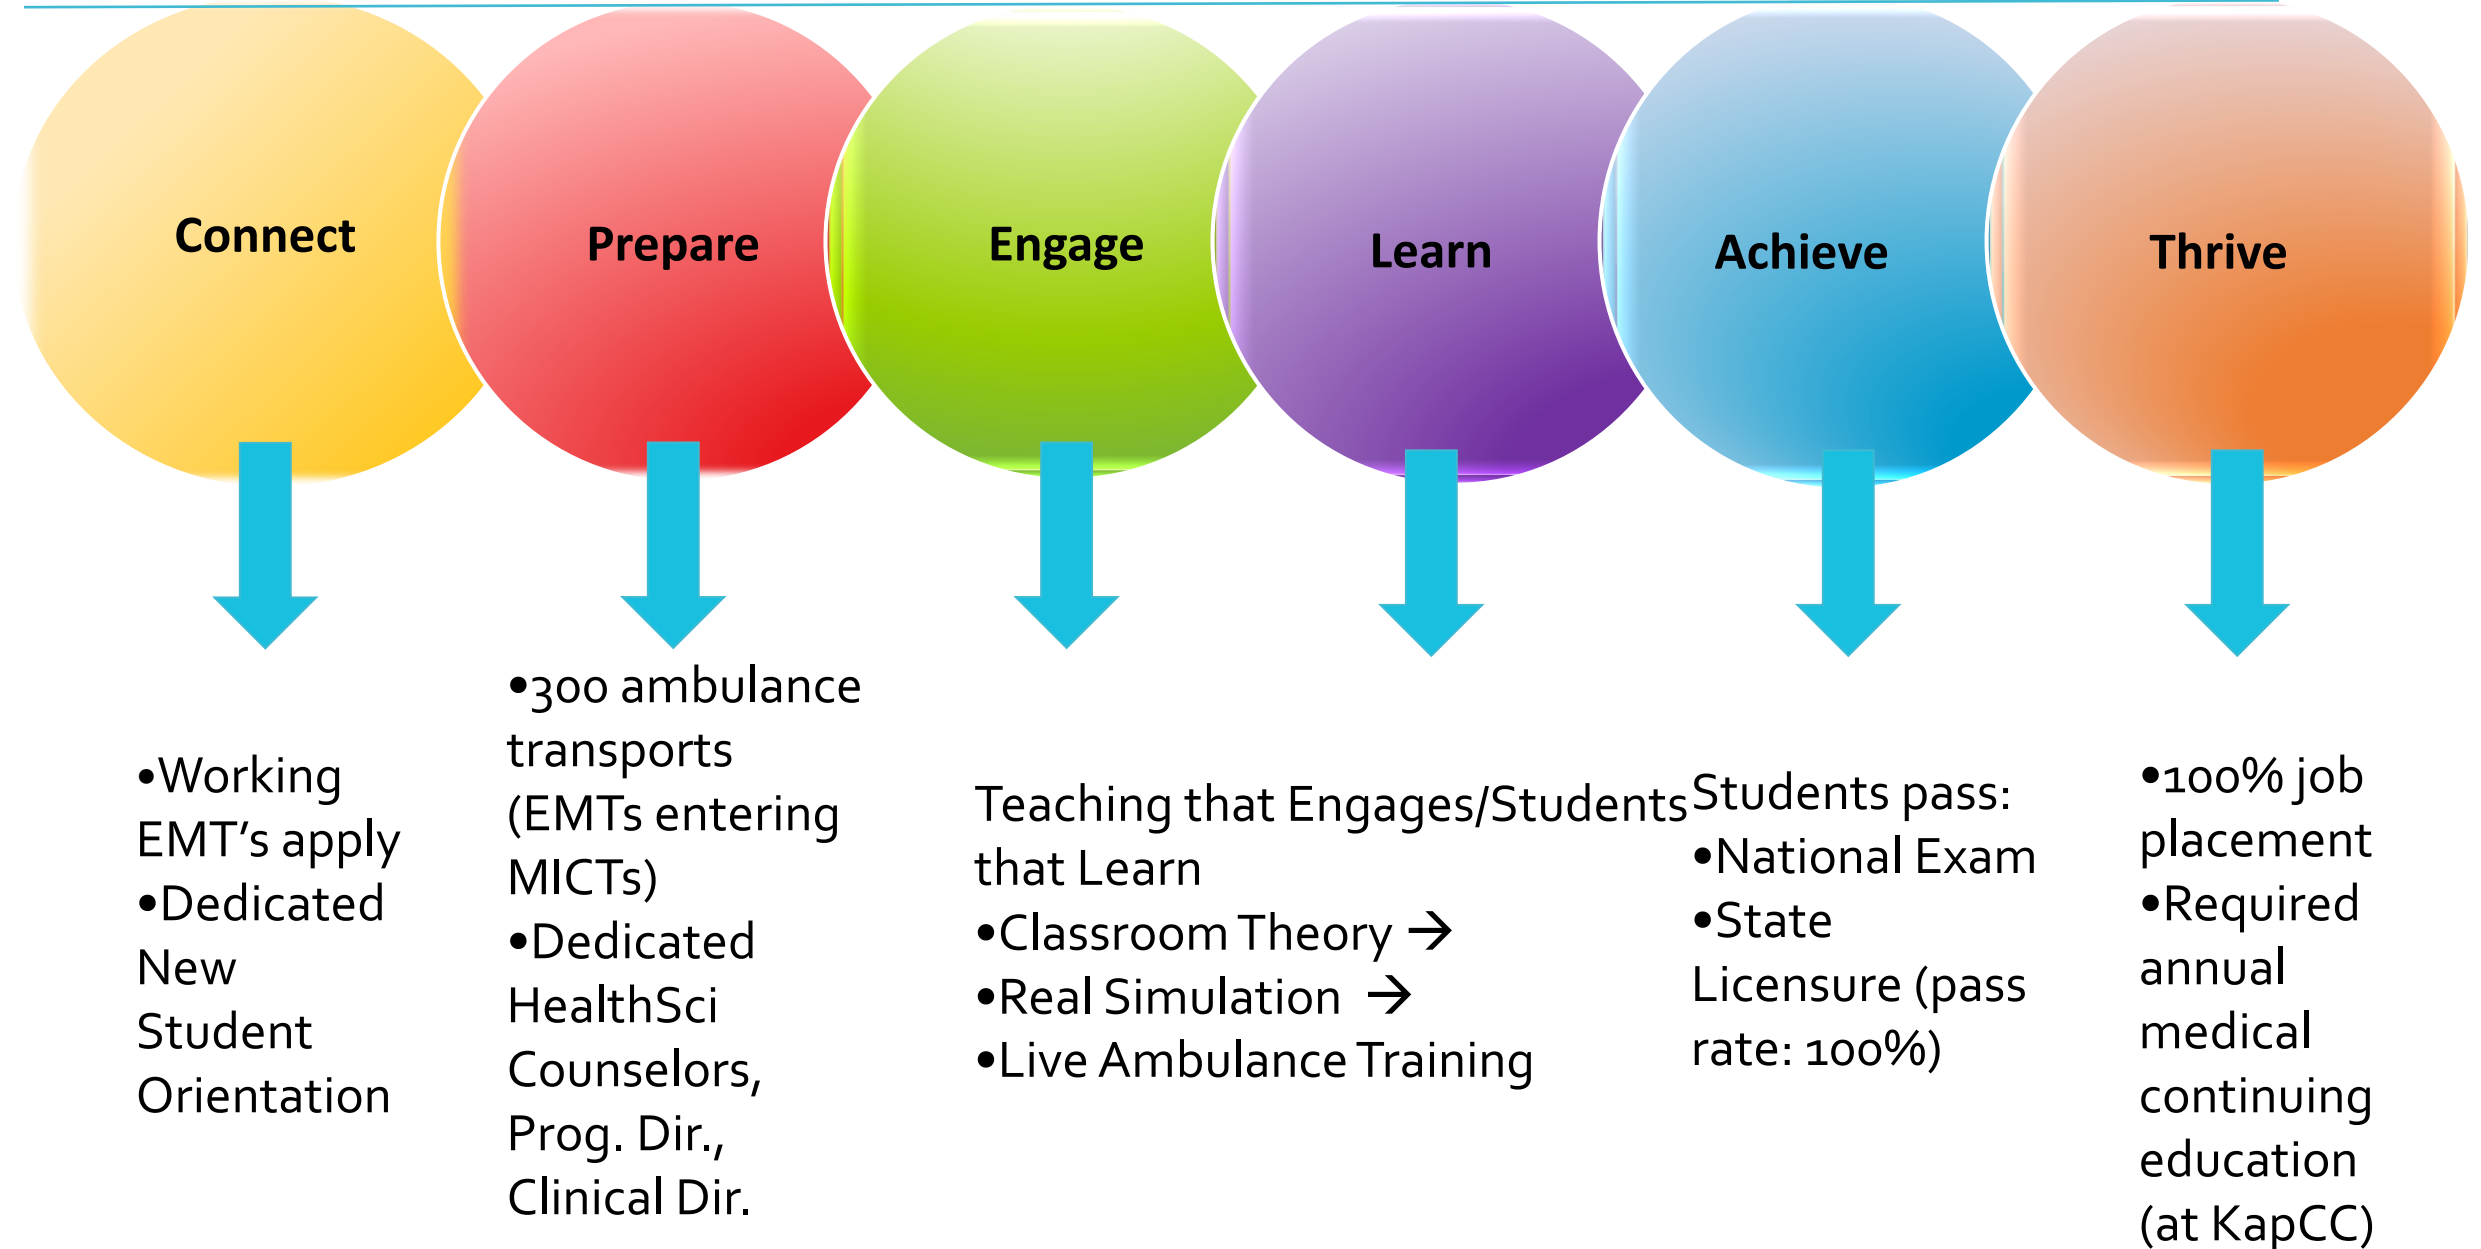 Connect
Prepare
Engage
Learn
Achieve
Thrive
•Working
EMT’s apply
•Dedicated
New
Student
Orientation
•300 ambulance
transports
(EMTs entering
MICTs)
•Dedicated
HealthSci
Counselors,
Prog. Dir.,
Clinical Dir.
Teaching that Engages/Students
that Learn
•Classroom Theory →
•Real Simulation →
•Live Ambulance Training
Students pass:
•National Exam
•State
Licensure (pass
rate: 100%)
•100% job
placement
•Required
annual
medical
continuing
education
(at KapCC)